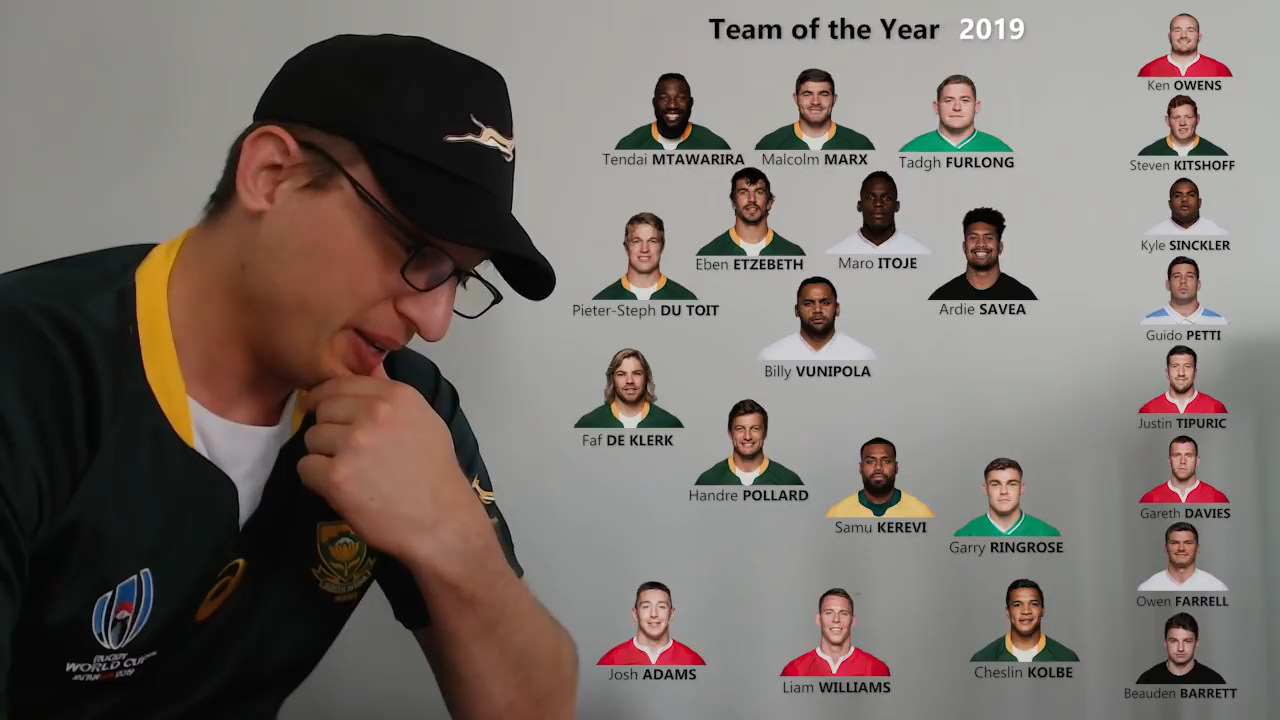 Team of the Year 2019
Ken OWENS
Tendai MTAWARIRA
Malcolm MARX
Tadgh FURLONG
Steven KITSHOFF
Eben ETZEBETH
Maro ITOJE
Kyle SINCKLER
Pieter-Steph DU TOIT
Ardie SAVEA
Guido PETTI
Billy VUNIPOLA
Justin TIPURIC
Faf DE KLERK
Handre POLLARD
Gareth DAVIES
Samu KEREVI
Garry RINGROSE
Owen FARRELL
Josh ADAMS
Liam WILLIAMS
Cheslin KOLBE
Beauden BARRETT
RUGBY
WORLD CUP